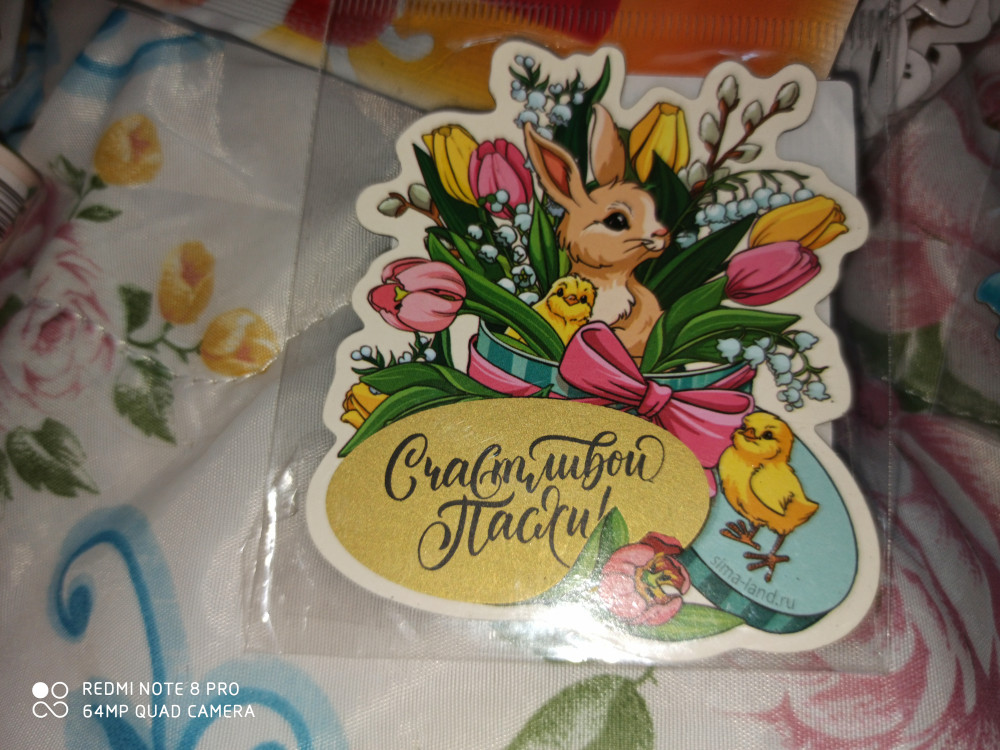 Счастливой
Пасхи!
sima-land.ru
REDMI NOTE 8 PRO
64MP QUAD CAMERA